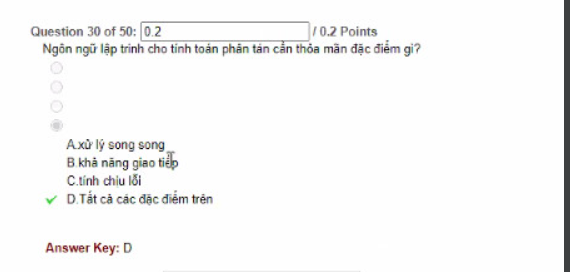 Question 30 of 50: 0.2 / 0.2 Points
Ngôn ngữ lập trình cho tính toán phân tán cần thỏa mãn đặc điểm gì?
A.xử lý song song
B.khả năng giao tiếp
C.tính chịu lỗi
D.Tất cả các đặc điểm trên
Answer Key: D